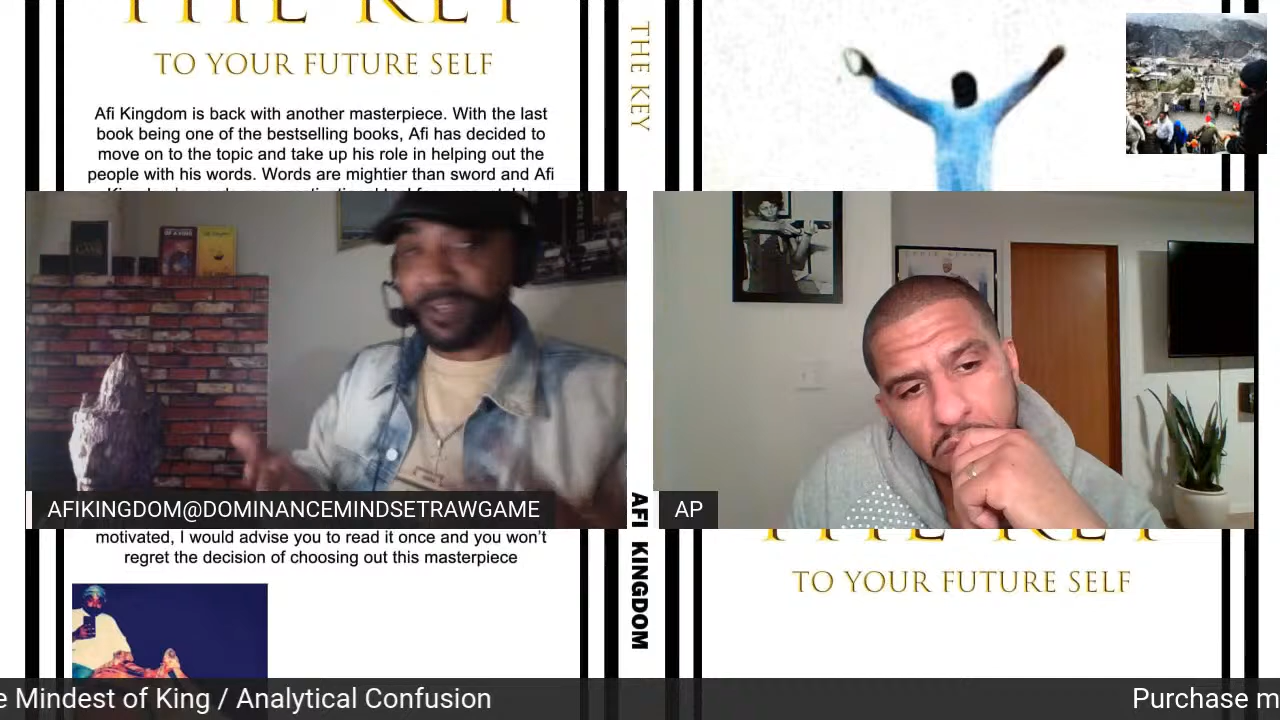 THE KEY
TO YOUR FUTURE SELF
Afi Kingdom is back with another masterpiece. With the last
book being one of the bestselling books, Afi has decided to
move on to the topic and take up his role in helping out the
people with his words. Words are mightier than sword and Afi
THE KEY
AFIKINGDOM@DOMINANCEMINDSETRAWGAME
AP
motivated, I would advise you to read it once and you won't
regret the decision of choosing out this masterpiece
AFI KINGDOM
THE KEY
TO YOUR FUTURE SELF
e Mindest of King / Analytical Confusion
Purchase m